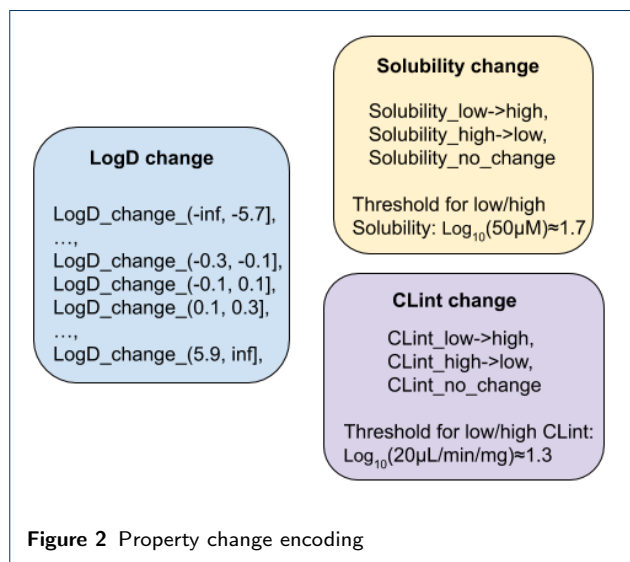 LogD change
LogD_change_(-inf, -5.7],
...,
LogD_change_(-0.3, -0.1],
LogD_change_(-0.1, 0.1],
LogD_change_(0.1, 0.3],
...,
LogD_change_(5.9, inf],
Solubility change
Solubility_low->high,
Solubility_high->low,
Solubility_no_change
Threshold for low/high
Solubility: Log₁₀(50µM)≈1.7
CLint change
CLint_low->high,
CLint_high->low,
CLint_no_change
Threshold for low/high CLint:
Log₁₀(20µL/min/mg)≈1.3
Figure 2 Property change encoding